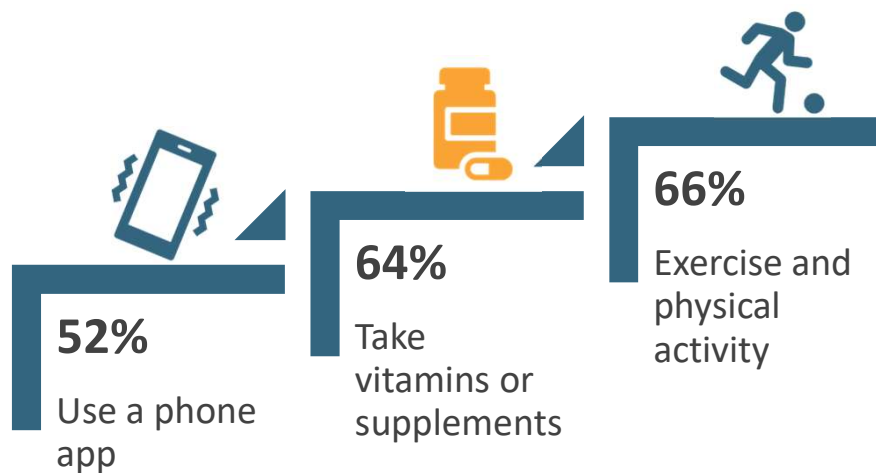 52%
Use a phone
app
64%
Take
vitamins or
supplements
66%
Exercise and
physical
activity